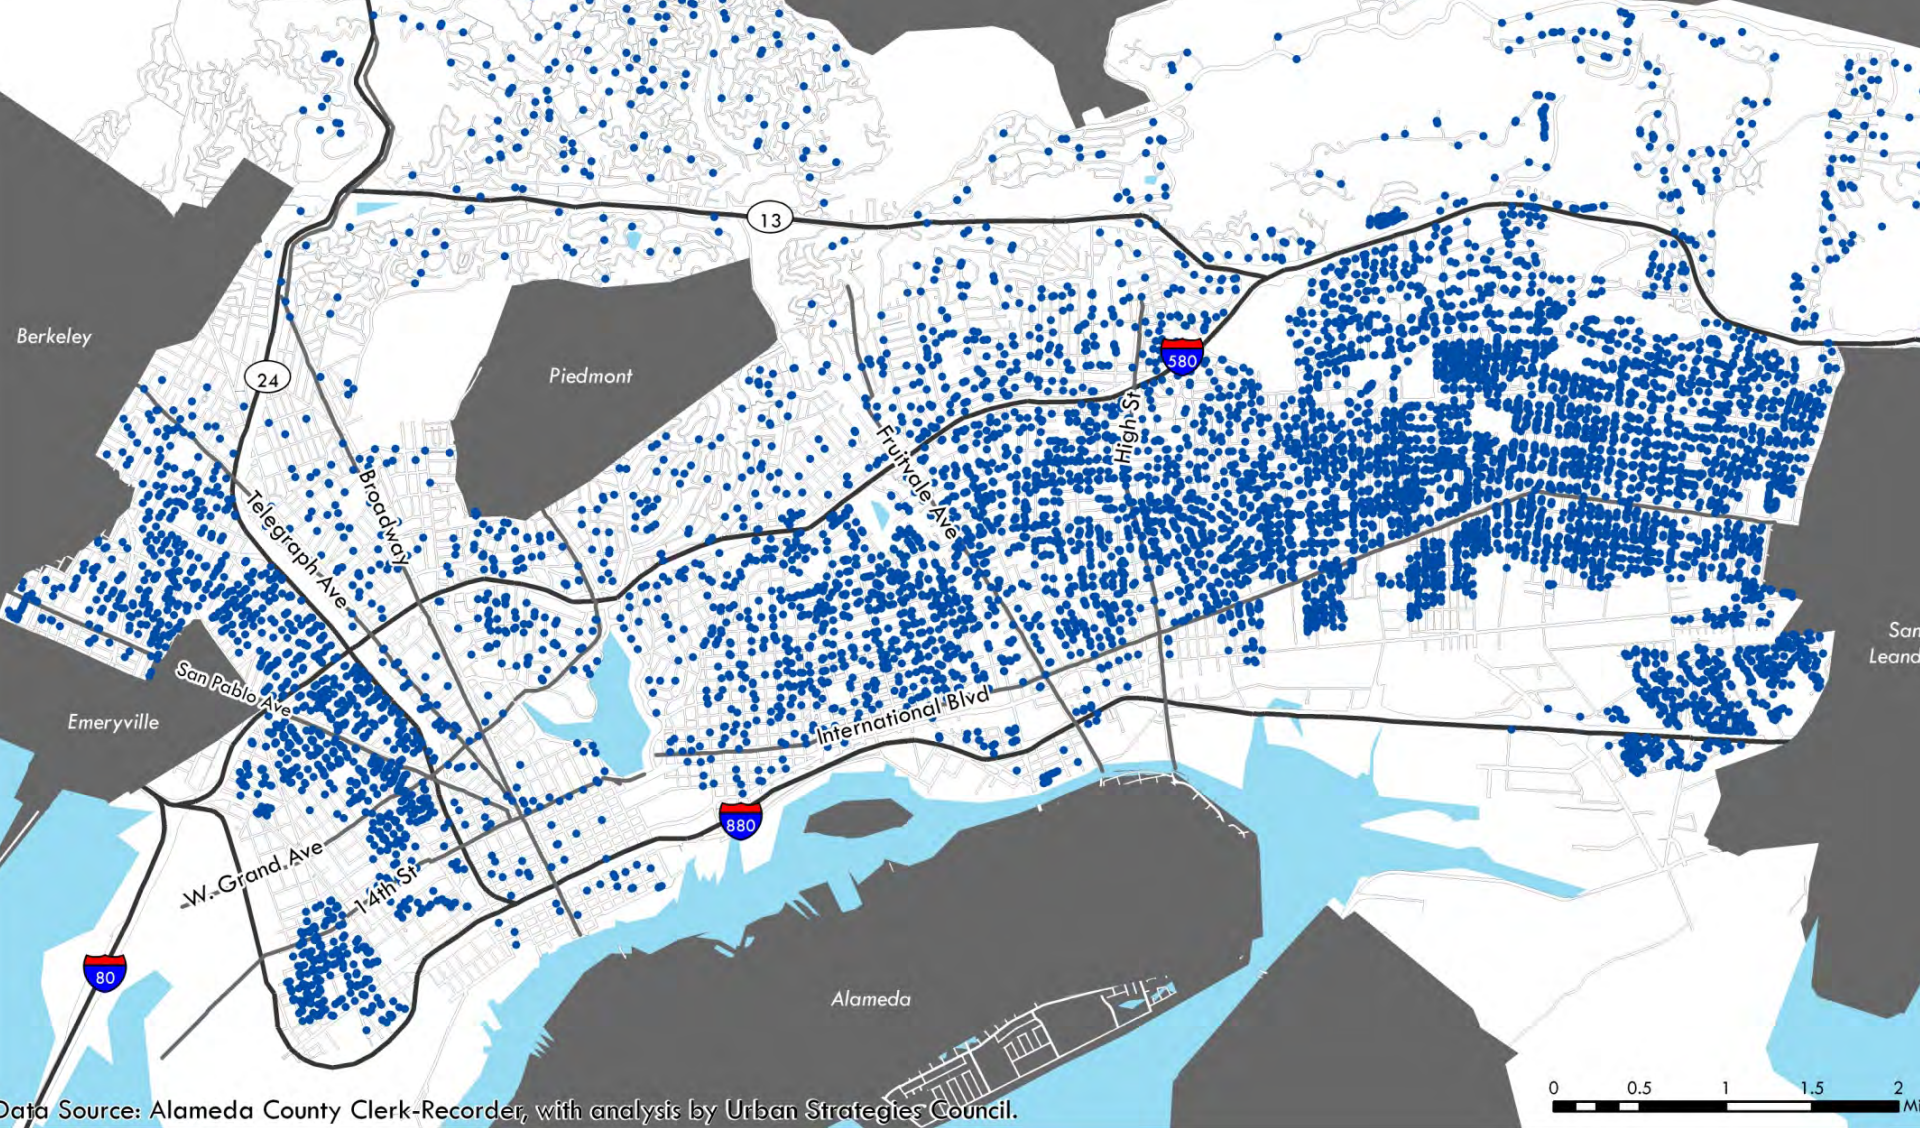 13
Berkeley
Piedmont
24
580
High St
Fruitvale Ave
Broadway
Telegraph Ave
San
San Pablo Ave
Emeryville
International Blvd
880
W. Grand Ave
14th St
80
Alameda
0 0.5 1 1.5 2
Data Source: Alameda County Clerk-Recorder, with analysis by Urban Strategies Council.